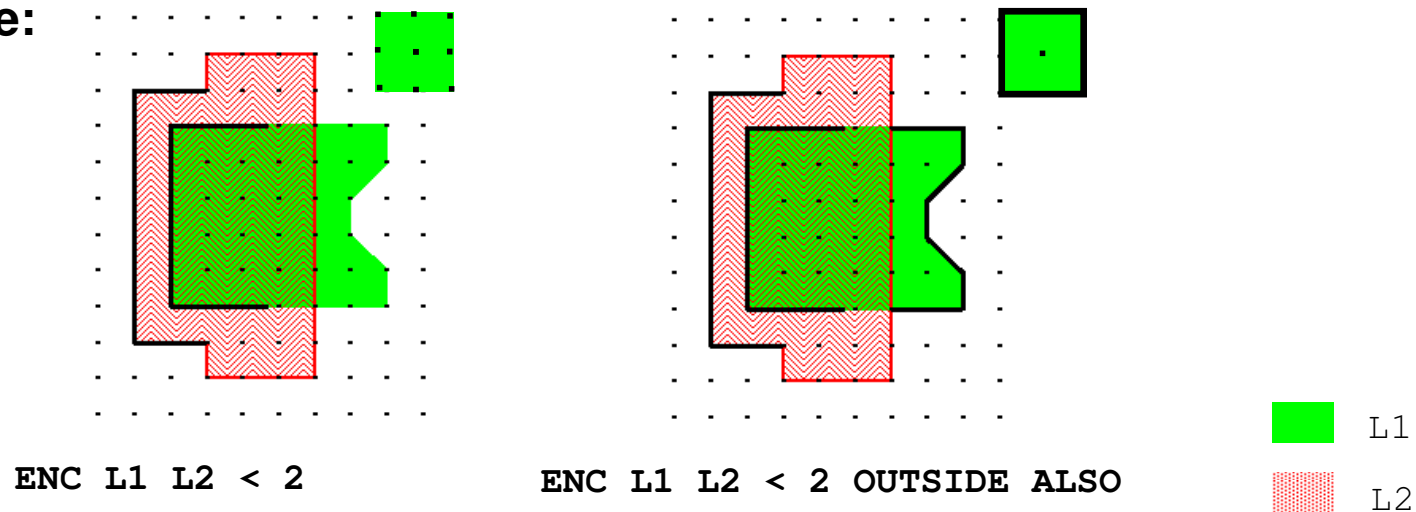 e:
ENC L1 L2 < 2
ENC L1 L2 < 2 OUTSIDE ALSO
L1
L2